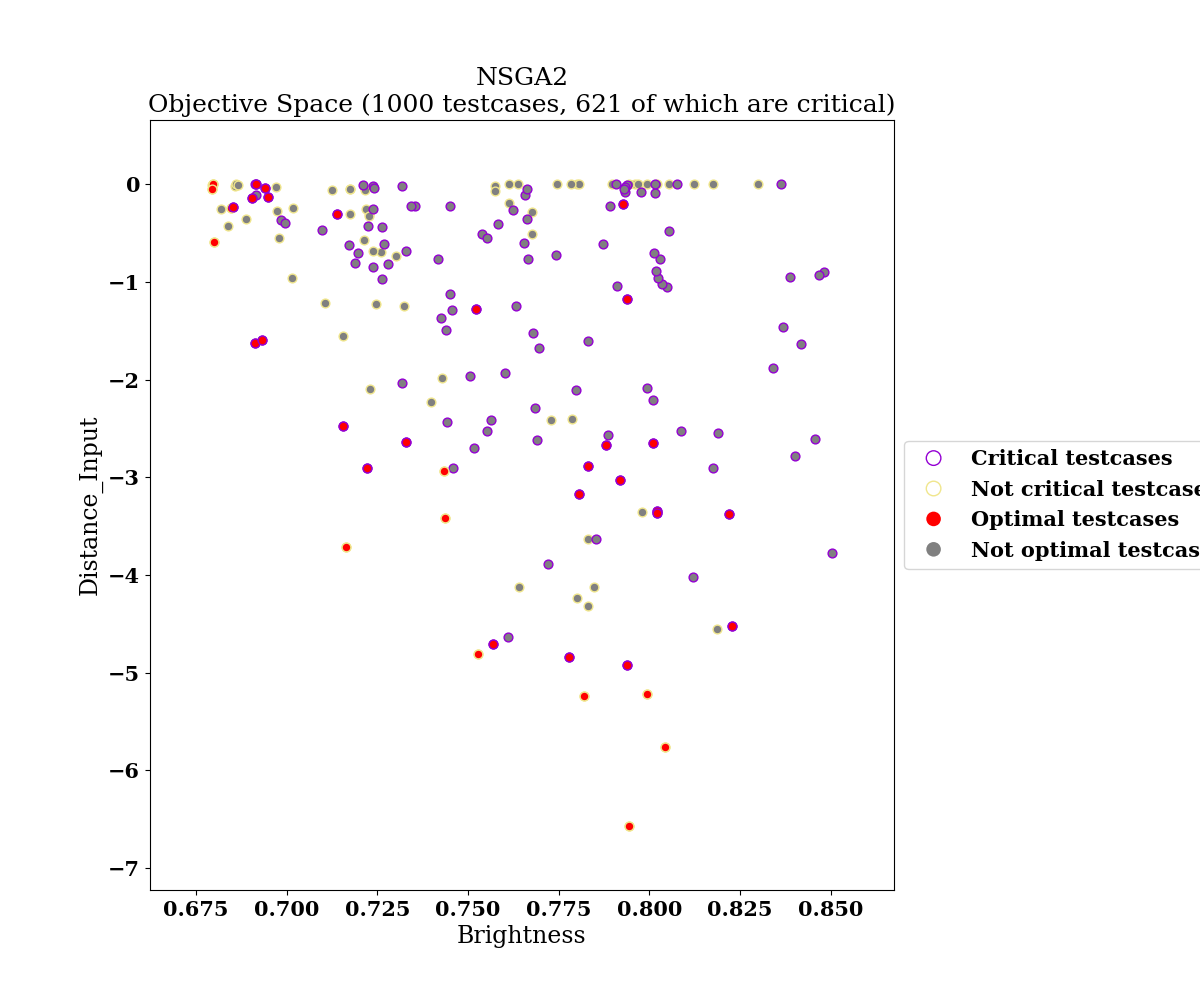 NSGA2
Objective Space (1000 testcases, 621 of which are critical)
0
−1
−2
−3
−4
−5
−6
−7
Distance_Input
0.675 0.700 0.725 0.750 0.775 0.800 0.825 0.850
Brightness
Critical testcases
Not critical testcase
Optimal testcases
Not optimal testcas